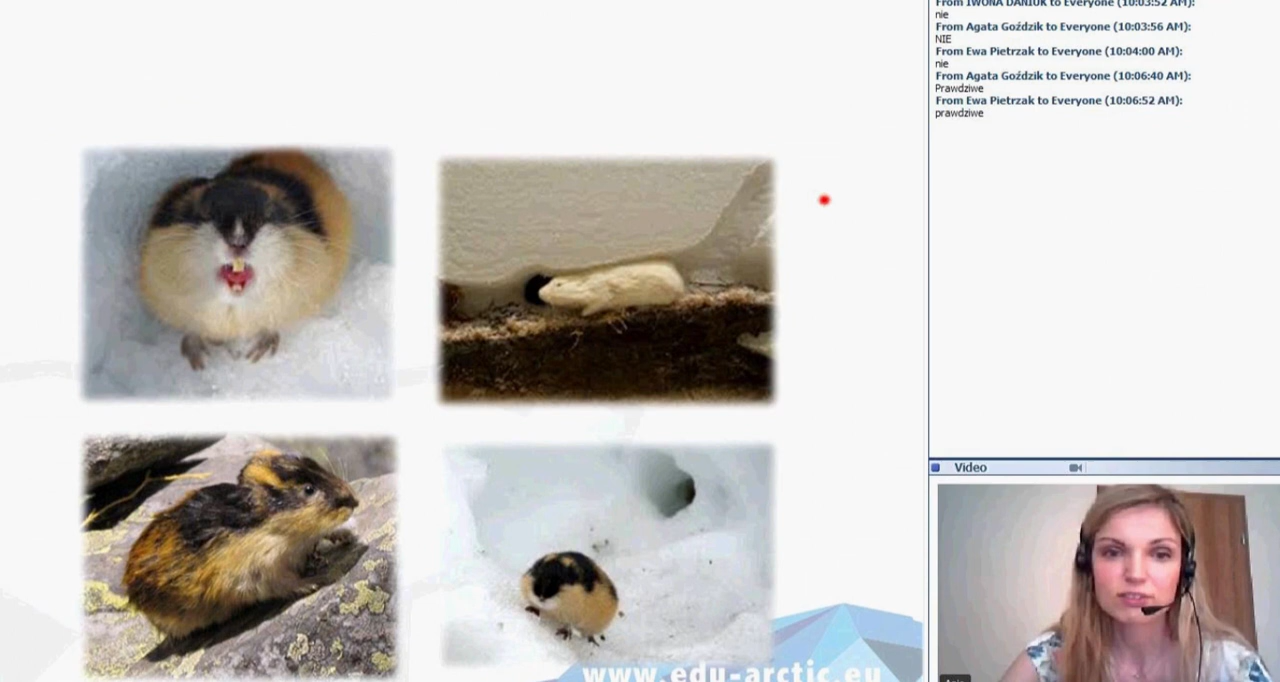 From IWONA DANIUK to Everyone (10:03:52 AM):
nie
From Agata Goździk to Everyone (10:03:56 AM):
NIE
From Ewa Pietrzak to Everyone (10:04:00 AM):
nie
From Agata Goździk to Everyone (10:06:40 AM):
Prawdziwe
From Ewa Pietrzak to Everyone (10:06:52 AM):
prawdziwe
Video
www.edu-arctic.eu